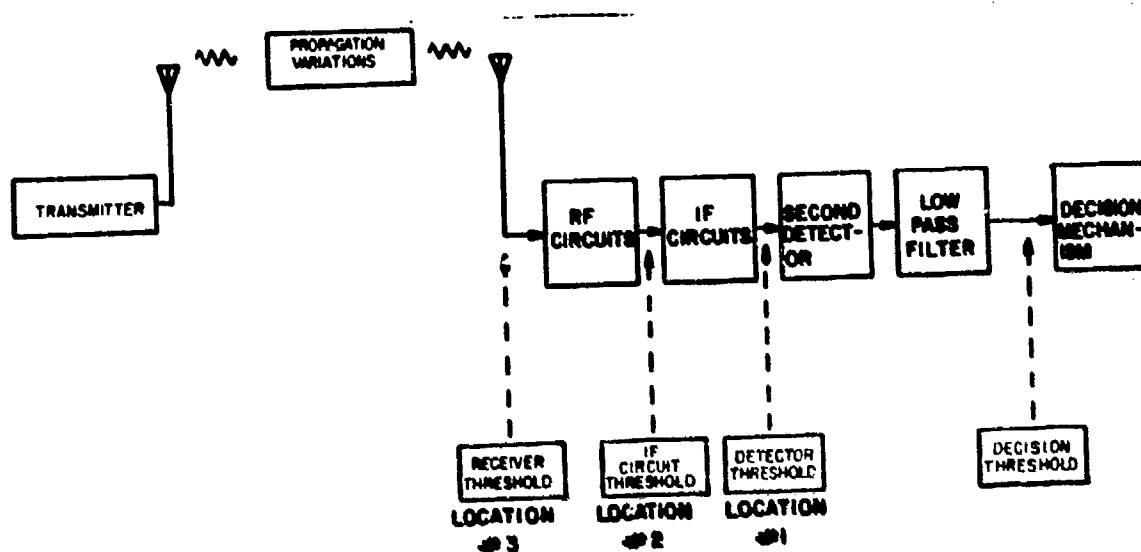 PROPAGATION
VARIATIONS
TRANSMITTER
RF
CIRCUITS
IF
CIRCUITS
SECOND
DETECT-
OR
LOW
PASS
FILTER
DECISION
MECHAN-
ISM
RECEIVER
THRESHOLD
LOCATION
#3
IF
CIRCUIT
THRESHOLD
LOCATION
#2
DETECTOR
THRESHOLD
LOCATION
#1
DECISION
THRESHOLD